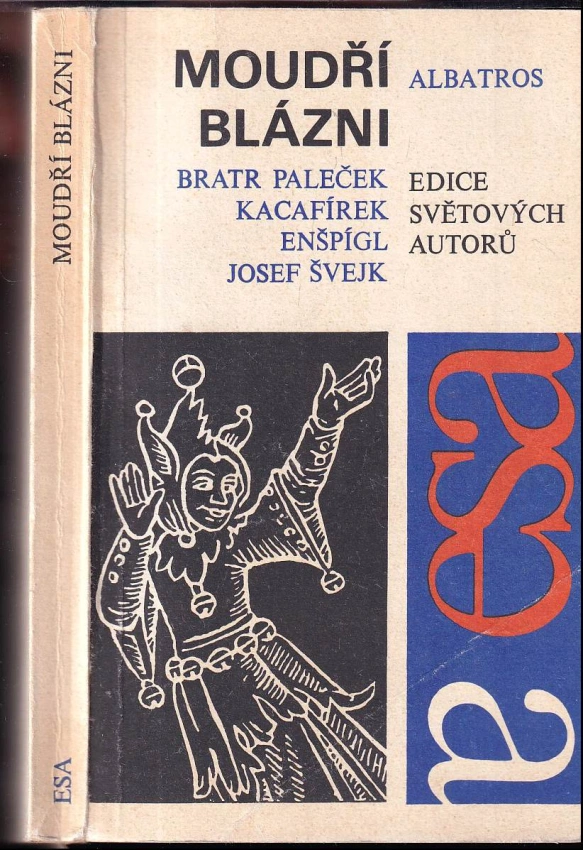 MOUDŘÍ BLÁZNI
ESA
MOUDŘÍ
BLÁZNI
BRATR PALEČEK
KACAFÍREK
ENŠPÍGL
JOSEF ŠVEJK
ALBATROS
EDICE
SVĚTOVÝCH
AUTORŮ
esa
a